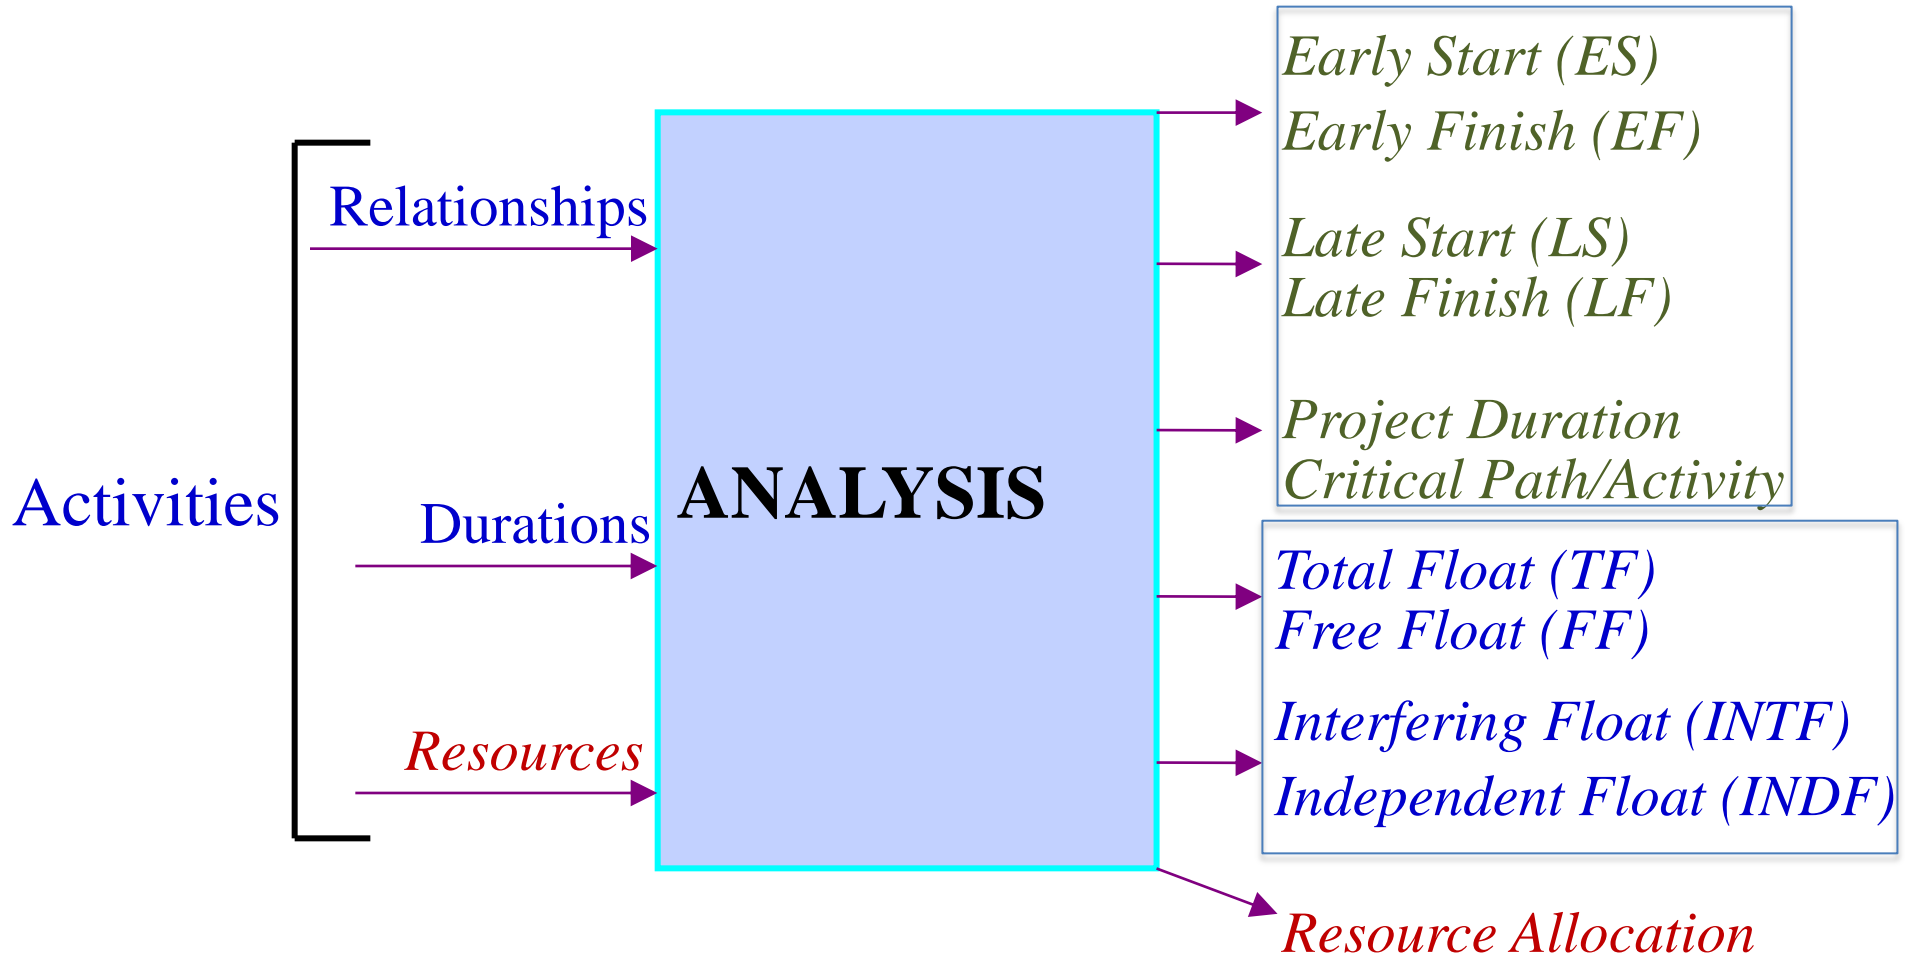 Activities
Relationships
Durations
Resources
ANALYSIS
Early Start (ES)
Early Finish (EF)
Late Start (LS)
Late Finish (LF)
Project Duration
Critical Path/Activity
Total Float (TF)
Free Float (FF)
Interfering Float (INTF)
Independent Float (INDF)
Resource Allocation